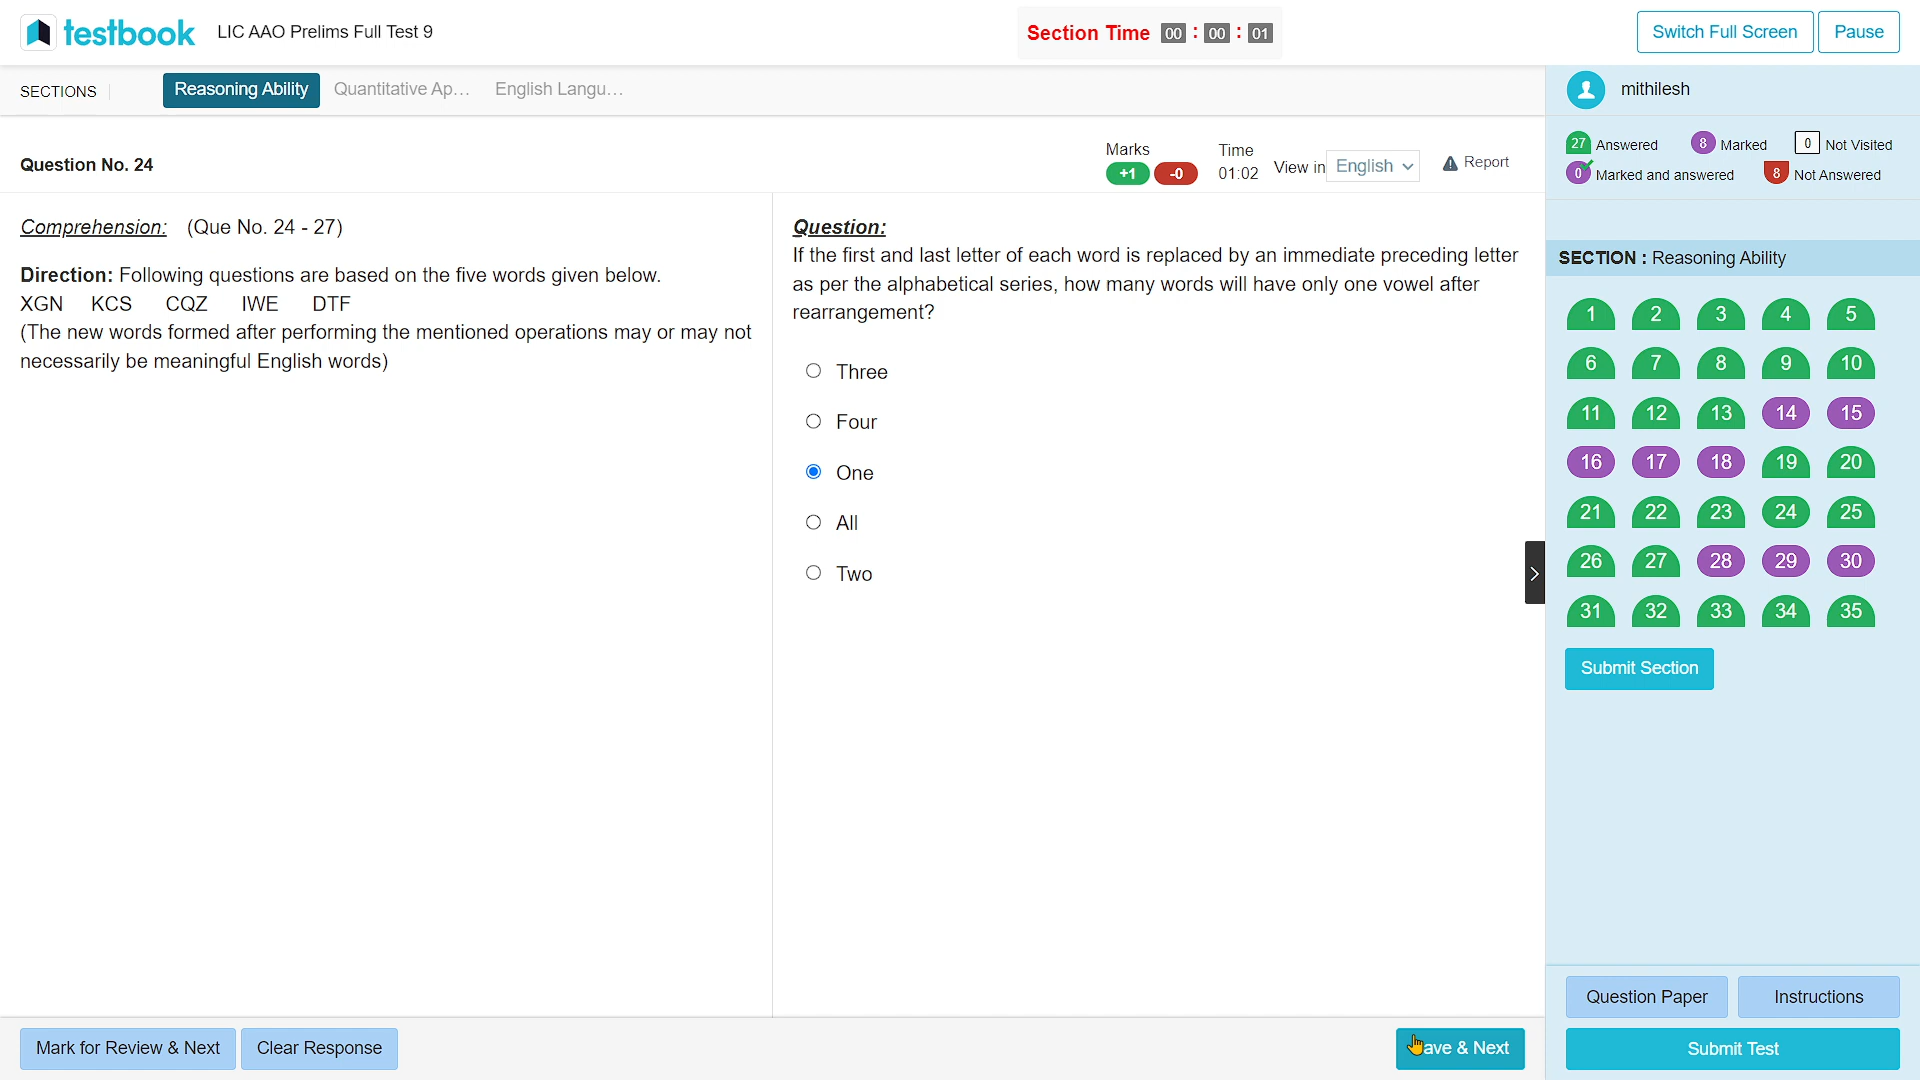 testbook LIC AAO Prelims Full Test 9 Section Time 00 : 00 : 01 Switch Full Screen Pause
SECTIONS Reasoning Ability Quantitative Ap... English Langu... mithilesh
Question No. 24 Marks +1 -0 Time 01:02 View in English Report
27 Answered 8 Marked 0 Not Visited
0 Marked and answered 8 Not Answered
Comprehension: (Que No. 24 - 27)
Direction: Following questions are based on the five words given below.
XGN KCS CQZ IWE DTF
(The new words formed after performing the mentioned operations may or may not
necessarily be meaningful English words)
Question:
If the first and last letter of each word is replaced by an immediate preceding letter
as per the alphabetical series, how many words will have only one vowel after
rearrangement?
Three
Four
One
All
Two
SECTION : Reasoning Ability
1 2 3 4 5
6 7 8 9 10
11 12 13 14 15
16 17 18 19 20
21 22 23 24 25
26 27 28 29 30
31 32 33 34 35
Submit Section
Question Paper Instructions
Mark for Review & Next Clear Response ave & Next Submit Test